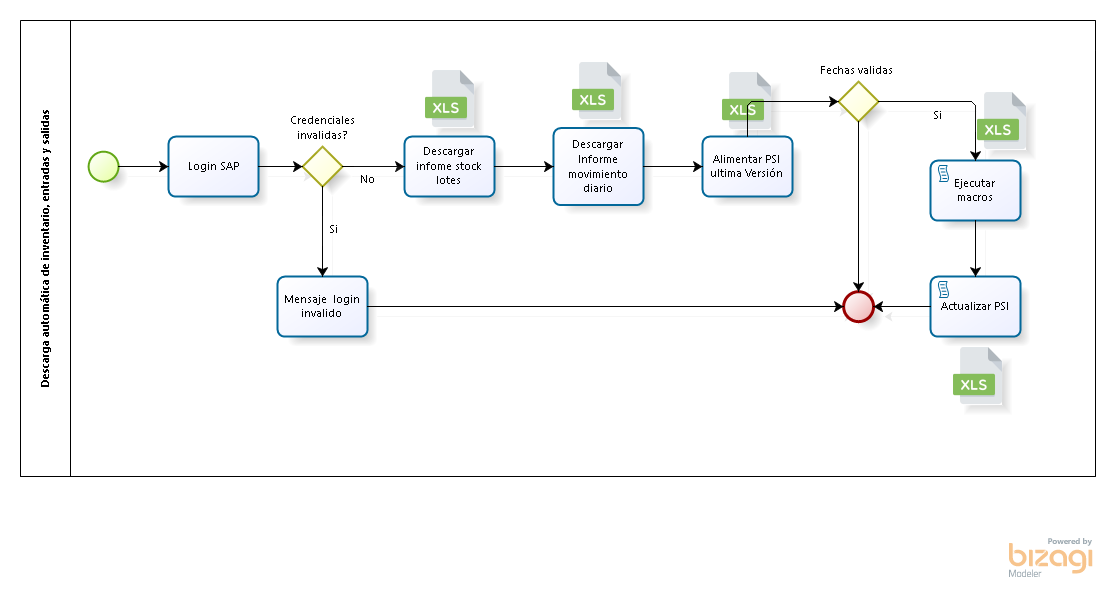 Descarga automática de inventario, entradas y salidas
Login SAP
Credenciales
invalidas?
No
Si
Mensaje login
invalido
XLS
Descargar
infome stock
lotes
XLS
Descargar
Informe
movimiento
diario
XLS
Alimentar PSI
ultima Versión
Fechas validas
Si
XLS
Ejecutar
macros
Actualizar PSI
XLS
Powered by
bizagi
Modeler